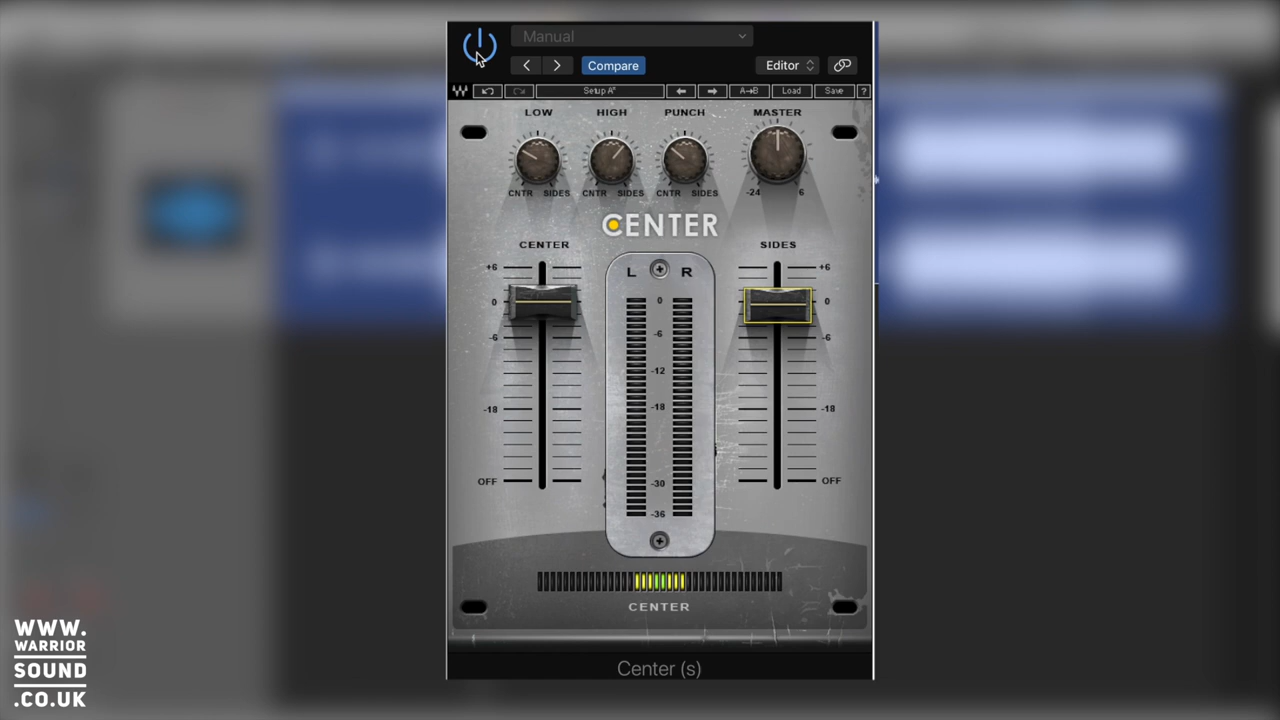 Manual
Compare
Editor
Setup A*
A→B
Load
Save
?
LOW
HIGH
PUNCH
MASTER
CNTR SIDES
CNTR SIDES
CNTR SIDES
-24 6
CENTER
CENTER
SIDES
+6
0
-6
-18
OFF
L R
0
-6
-12
-18
-30
-36
+6
0
-6
-18
OFF
CENTER
Center (s)
WWW.
WARRIOR
SOUND
.CO.UK